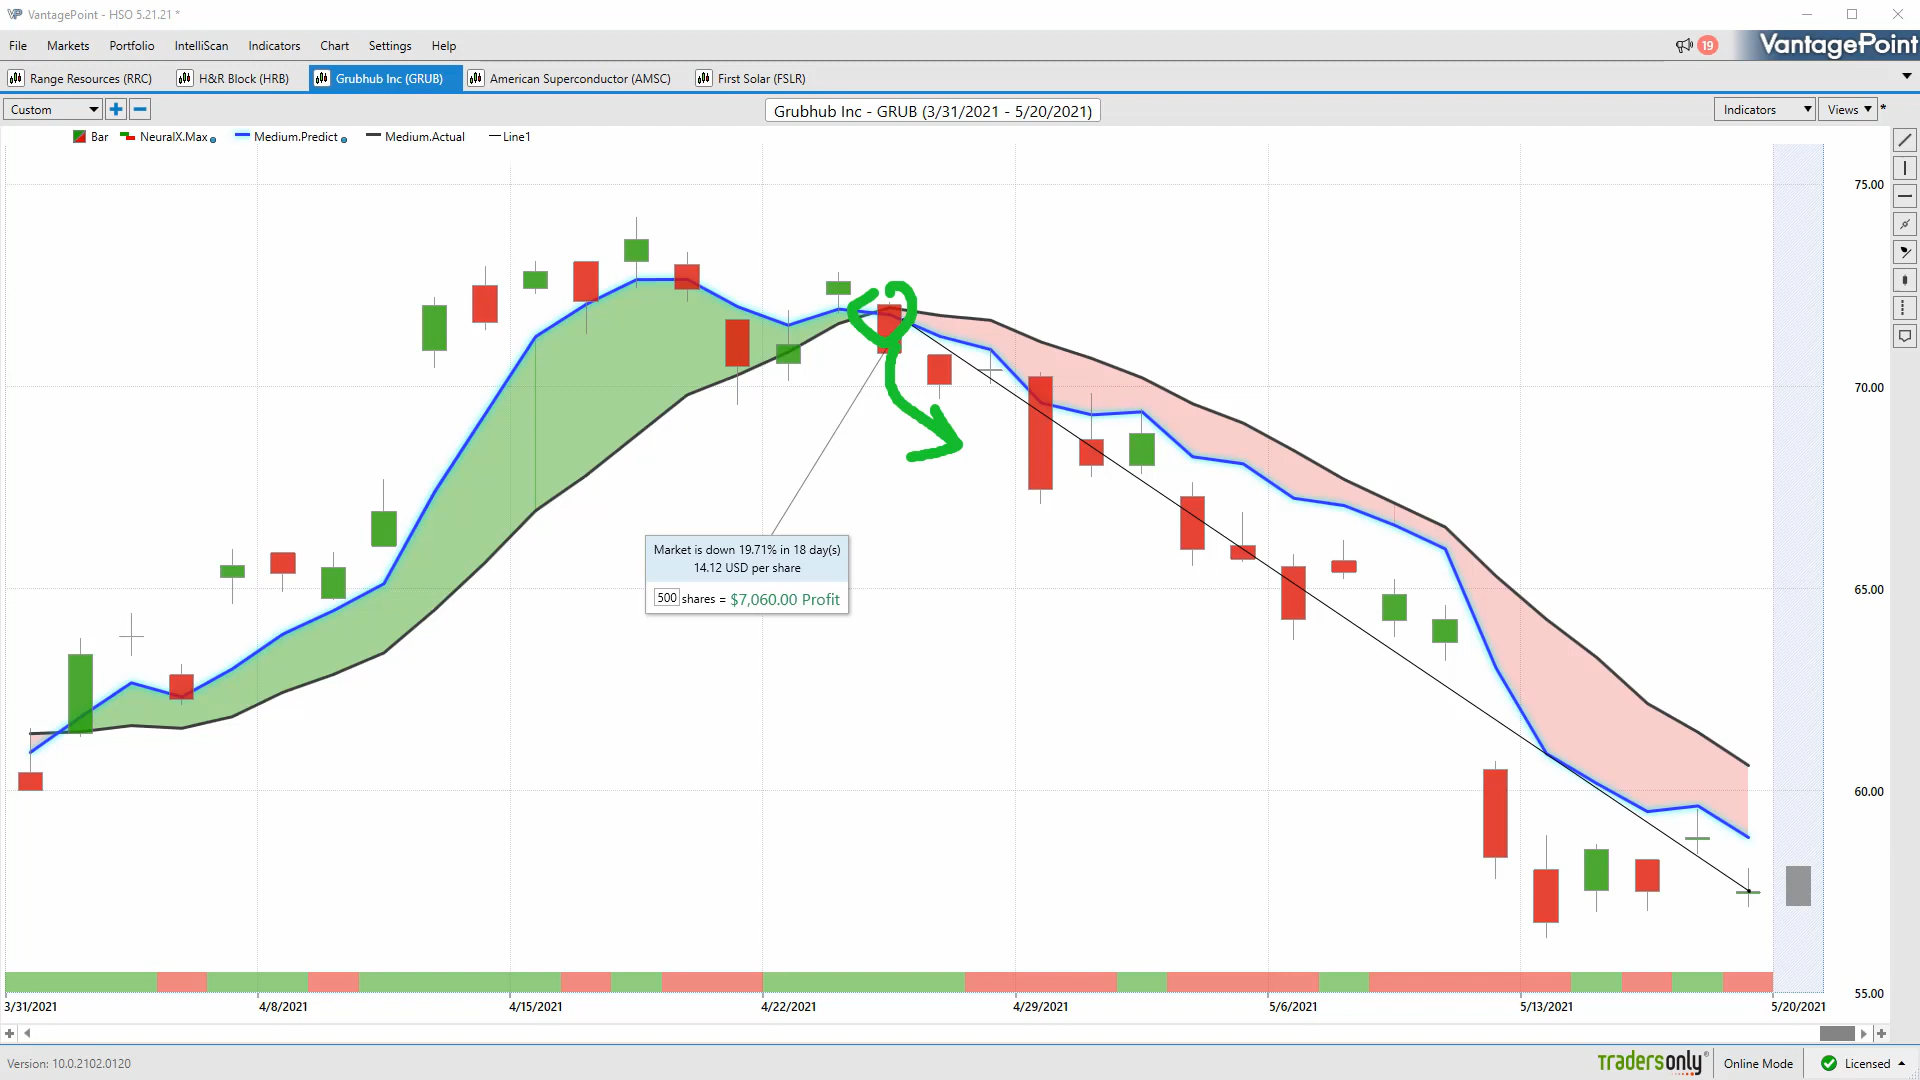 VantagePoint - HSO 5.21.21 *
File Markets Portfolio IntelliScan Indicators Chart Settings Help
19 VantagePoint
Range Resources (RRC) H&R Block (HRB) Grubhub Inc (GRUB) American Superconductor (AMSC) First Solar (FSLR)
Custom Grubhub Inc - GRUB (3/31/2021 - 5/20/2021) Indicators Views *
Bar NeuralX.Max Medium.Predict Medium.Actual Line1
75.00
70.00
Market is down 19.71% in 18 day(s)
14.12 USD per share
65.00
500 shares = $7,060.00 Profit
60.00
55.00
3/31/2021 4/8/2021 4/15/2021 4/22/2021 4/29/2021 5/6/2021 5/13/2021 5/20/2021
Version: 10.0.2102.0120 tradersonly Online Mode Licensed